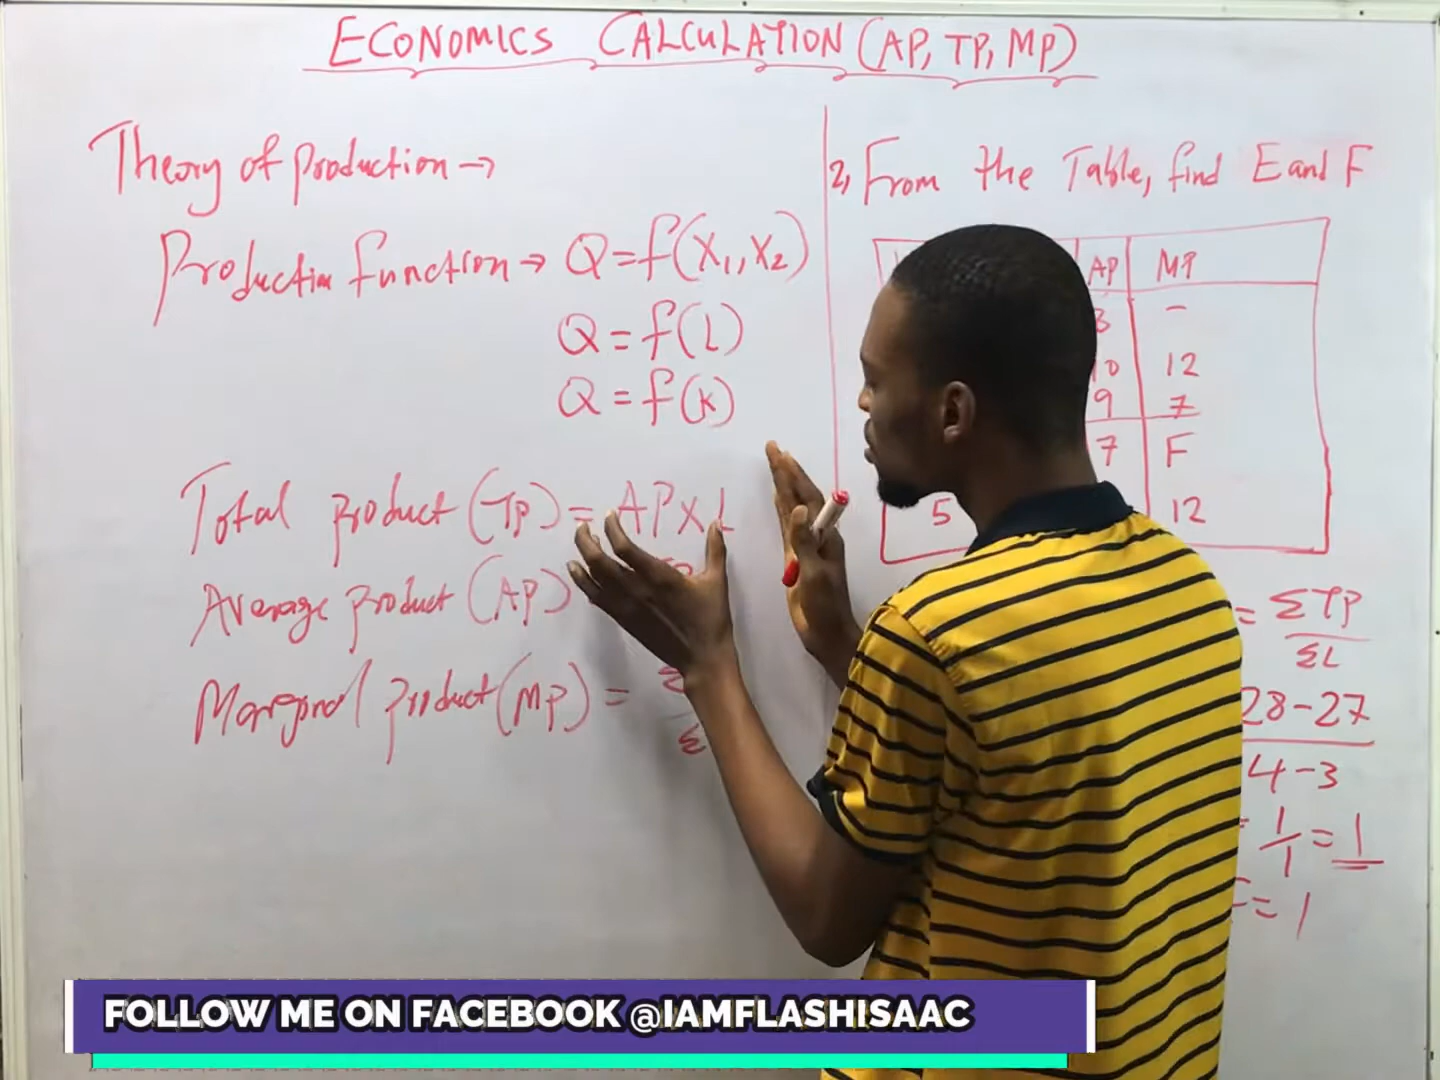 ECONOMICS CALCULATION (AP, TP, MP)
Theory of production →
Production function → Q = f(X₁, X₂)
Q = f(L)
Q = f(K)
Total product (TP) = AP X L
Average product (AP)
Marginal product (MP) =
Σ
Σ
2, From the Table, find E and F
AP MP
8 -
10 12
9 7
7 F
5 12
= ΣTP
ΣL
28 - 27
4 - 3
= 1/1 = 1
F = 1
FOLLOW ME ON FACEBOOK @IAMFLASHISAAC